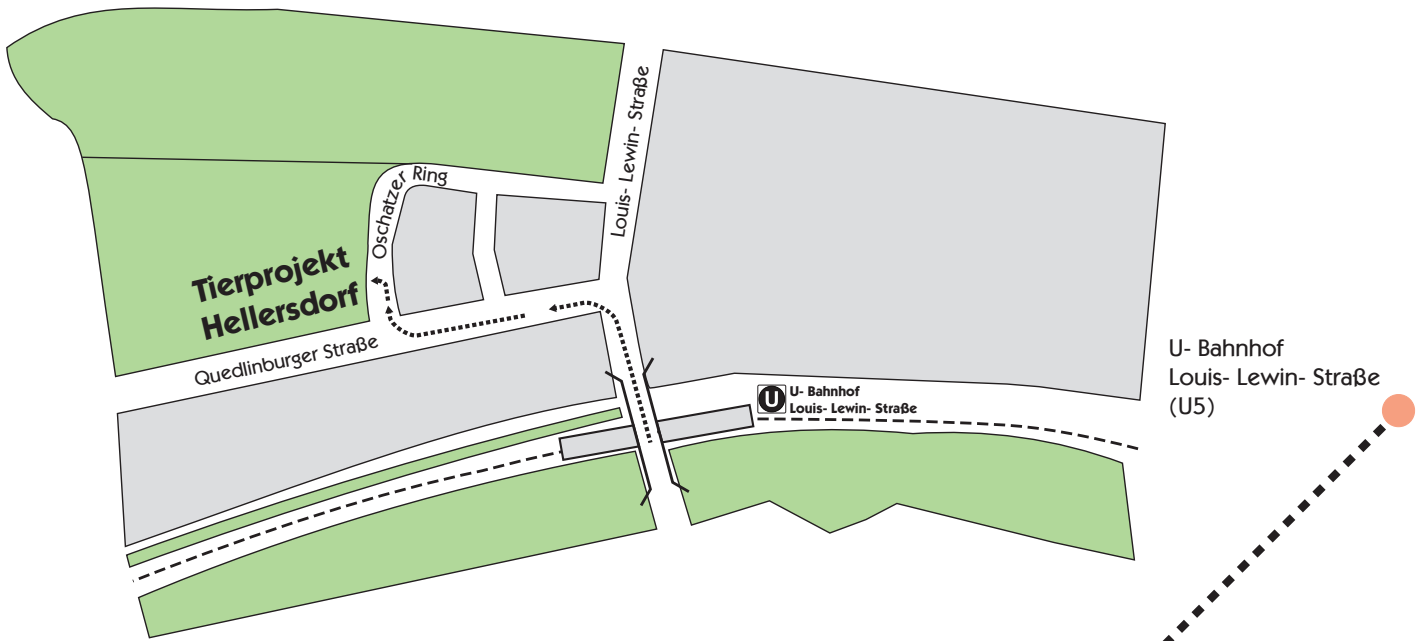 Louis- Lewin- Straße
Oschatzer Ring
Tierprojekt
Hellersdorf
Quedlinburger Straße
U
U- Bahnhof
Louis- Lewin- Straße
U- Bahnhof
Louis- Lewin- Straße
(U5)